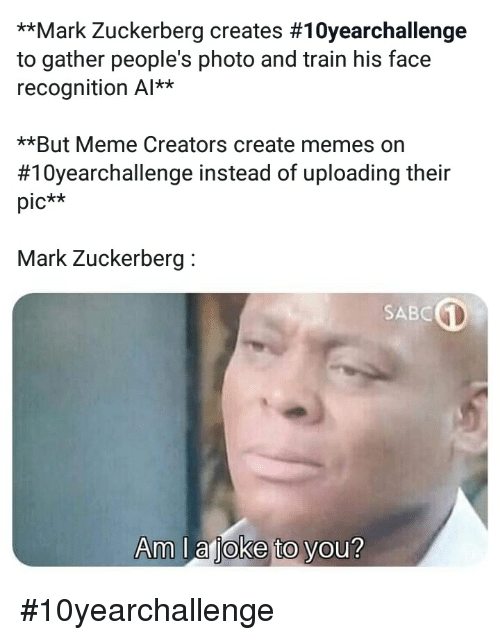 **Mark Zuckerberg creates #10yearchallenge
to gather people's photo and train his face
recognition AI**
**But Meme Creators create memes on
#10yearchallenge instead of uploading their
pic**
Mark Zuckerberg :
SABC 1
Am I a joke to you?
#10yearchallenge